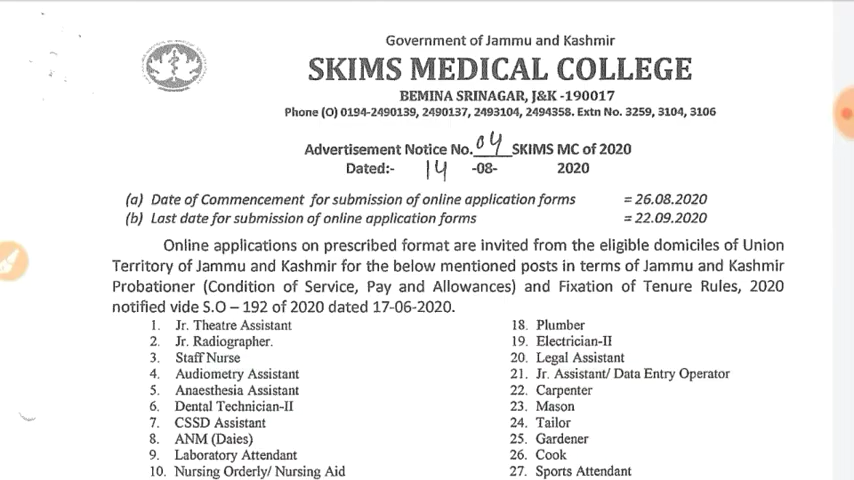 Government of Jammu and Kashmir
SKIMS MEDICAL COLLEGE
BEMINA SRINAGAR, J&K -190017
Phone (O) 0194-2490139, 2490137, 2493104, 2494358. Extn No. 3259, 3104, 3106
Advertisement Notice No. 04 SKIMS MC of 2020
Dated:- 14 -08- 2020
(a) Date of Commencement for submission of online application forms = 26.08.2020
(b) Last date for submission of online application forms = 22.09.2020
Online applications on prescribed format are invited from the eligible domiciles of Union
Territory of Jammu and Kashmir for the below mentioned posts in terms of Jammu and Kashmir
Probationer (Condition of Service, Pay and Allowances) and Fixation of Tenure Rules, 2020
notified vide S.O – 192 of 2020 dated 17-06-2020.
1. Jr. Theatre Assistant
2. Jr. Radiographer.
3. Staff Nurse
4. Audiometry Assistant
5. Anaesthesia Assistant
6. Dental Technician-II
7. CSSD Assistant
8. ANM (Daies)
9. Laboratory Attendant
10. Nursing Orderly/ Nursing Aid
18. Plumber
19. Electrician-II
20. Legal Assistant
21. Jr. Assistant/ Data Entry Operator
22. Carpenter
23. Mason
24. Tailor
25. Gardener
26. Cook
27. Sports Attendant